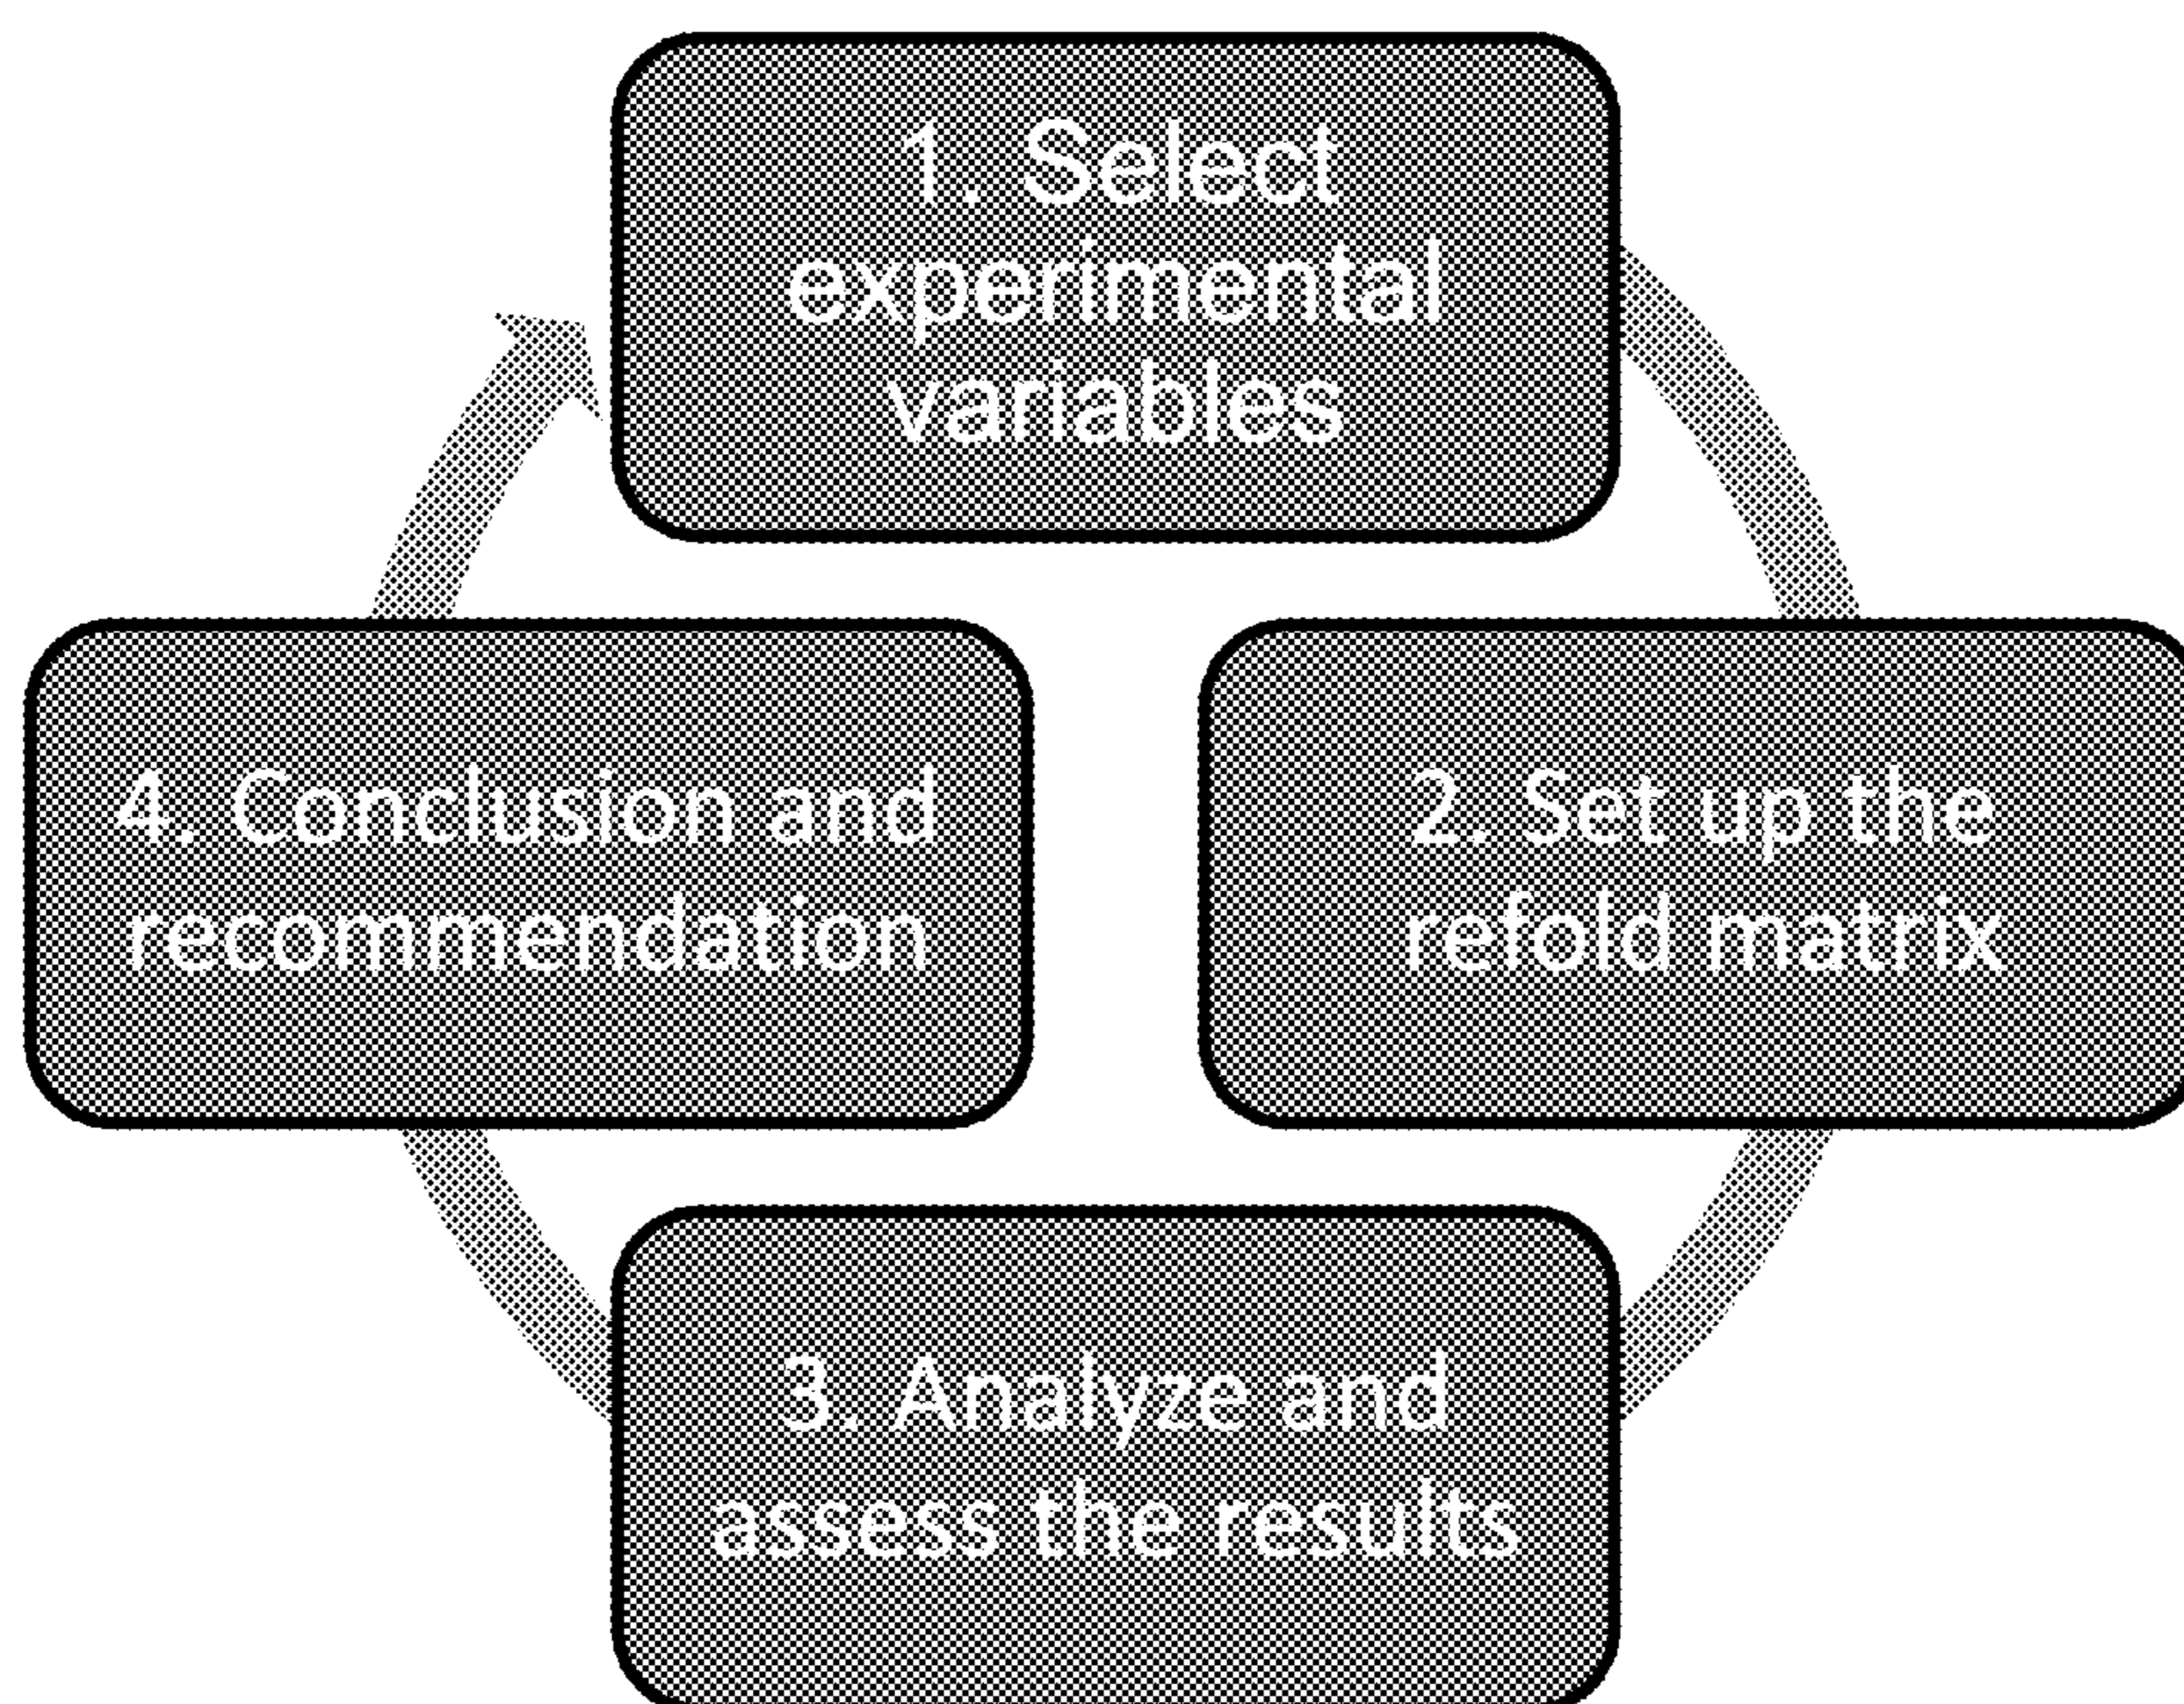 1. Select
experimental
variables
2. Set up the
refold matrix
3. Analyze and
assess the results
4. Conclusion and
recommendation